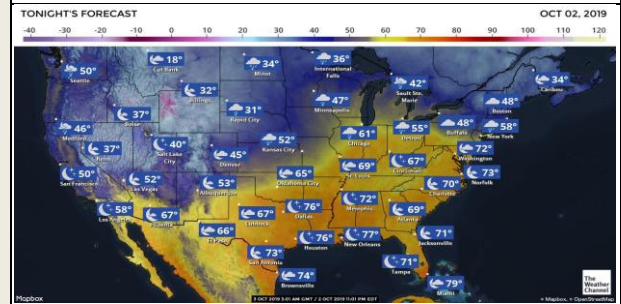 TONIGHT'S FORECAST
OCT 02, 2019
-40 -30 -20 -10 0 10 20 30 40 50 60 70 80 90 100 110 120
50°
Seattle
18°
Cut Bank
34°
Minot
36°
International
Falls
42°
Sault Ste.
Marie
34°
Caribou
32°
Billings
37°
Boise
31°
Rapid City
47°
Minneapolis
48°
Boston
46°
Medford
48°
Buffalo
58°
New York
37°
Reno
40°
Salt Lake
City
45°
Denver
52°
Kansas City
61°
Chicago
55°
Detroit
72°
Washington
50°
San Francisco
52°
Las Vegas
53°
Albuquerque
65°
Oklahoma City
69°
St. Louis
67°
Cincinnati
73°
Norfolk
70°
Charlotte
58°
Los Angeles
67°
Phoenix
66°
El Paso
67°
Lubbock
76°
Dallas
72°
Memphis
69°
Atlanta
73°
San Antonio
76°
Houston
77°
New Orleans
71°
Jacksonville
74°
Brownsville
71°
Tampa
79°
Miami
The
Weather
Channel
Mapbox
3 OCT 2019 3:01 AM GMT / 2 OCT 2019 11:01 PM EDT
© Mapbox, © OpenStreetMap